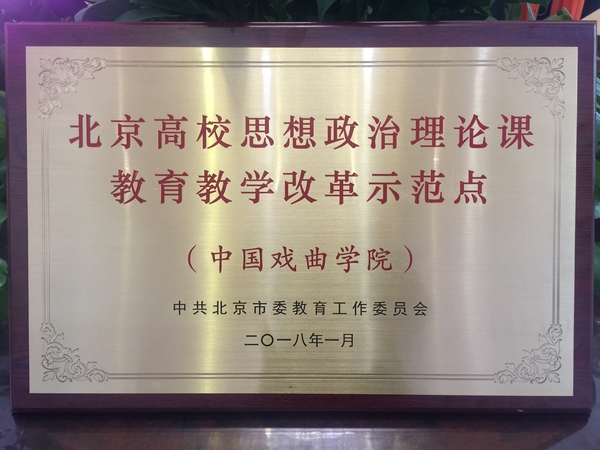 北京高校思想政治理论课
教育教学改革示范点
（中国戏曲学院）
中共北京市委教育工作委员会
二〇一八年一月